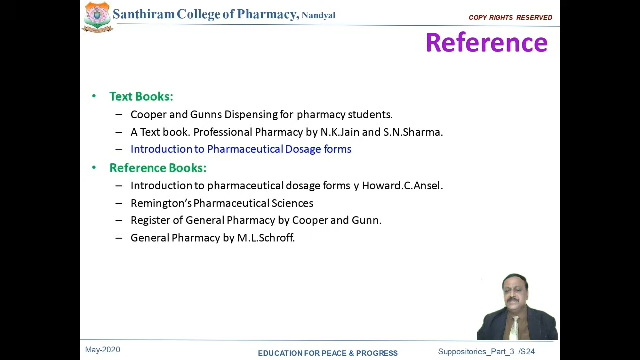 Santhiram College of Pharmacy, Nandyal
COPY RIGHTS RESERVED
Reference
• Text Books:
– Cooper and Gunns Dispensing for pharmacy students.
– A Text book. Professional Pharmacy by N.K.Jain and S.N.Sharma.
– Introduction to Pharmaceutical Dosage forms
• Reference Books:
– Introduction to pharmaceutical dosage forms y Howard.C.Ansel.
– Remington's Pharmaceutical Sciences
– Register of General Pharmacy by Cooper and Gunn.
– General Pharmacy by M.L.Schroff.
May-2020
EDUCATION FOR PEACE & PROGRESS
Suppositories_Part_3 /S24